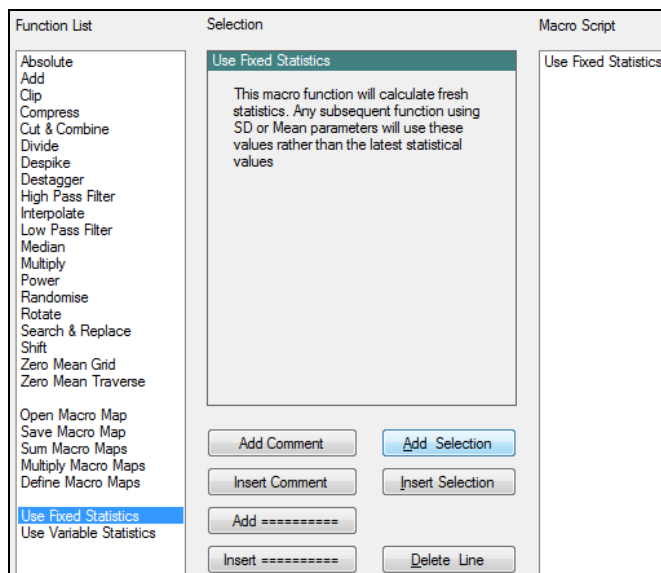 Function List
Selection
Macro Script
Absolute
Add
Clip
Compress
Cut & Combine
Divide
Despike
Destagger
High Pass Filter
Interpolate
Low Pass Filter
Median
Multiply
Power
Randomise
Rotate
Search & Replace
Shift
Zero Mean Grid
Zero Mean Traverse
Open Macro Map
Save Macro Map
Sum Macro Maps
Multiply Macro Maps
Define Macro Maps
Use Fixed Statistics
Use Variable Statistics
Use Fixed Statistics
This macro function will calculate fresh
statistics. Any subsequent function using
SD or Mean parameters will use these
values rather than the latest statistical
values
Add Comment
Add Selection
Insert Comment
Insert Selection
Add ==========
Insert ==========
Delete Line
Use Fixed Statistics